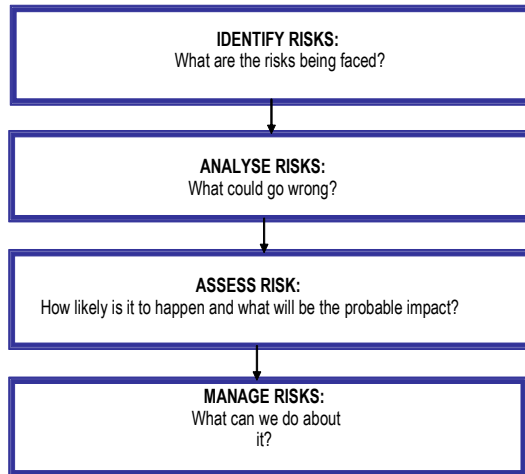 IDENTIFY RISKS:
What are the risks being faced?
ANALYSE RISKS:
What could go wrong?
ASSESS RISK:
How likely is it to happen and what will be the probable impact?
MANAGE RISKS:
What can we do about
it?